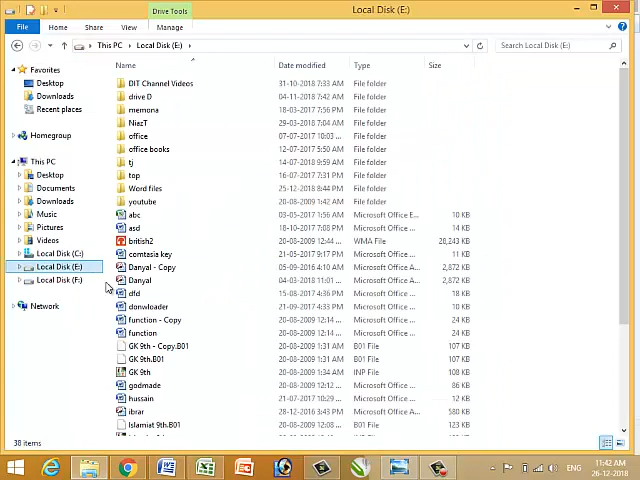 Drive Tools
Local Disk (E:)
File Home Share View Manage
This PC Local Disk (E:)
Search Local Disk (E:)
Name Date modified Type Size
Favorites
Desktop
Downloads
Recent places
Homegroup
This PC
Desktop
Documents
Downloads
Music
Pictures
Videos
Local Disk (C:)
Local Disk (E:)
Local Disk (F:)
Network
DIT Channel Videos 31-10-2018 7:33 AM File folder
drive D 04-11-2018 7:42 AM File folder
memona 18-03-2017 7:56 PM File folder
NiazT 29-03-2018 7:04 AM File folder
office 07-07-2017 10:03 ... File folder
office books 12-07-2017 5:50 AM File folder
tj 14-07-2018 9:59 AM File folder
top 16-07-2017 7:31 PM File folder
Word files 25-12-2018 8:44 PM File folder
youtube 20-08-2009 1:42 AM File folder
abc 03-05-2017 1:56 AM Microsoft Office E... 10 KB
asd 18-10-2017 7:08 PM Microsoft Office ... 14 KB
british2 20-08-2009 12:44 ... WMA File 28,243 KB
comtasia key 21-05-2017 9:09 AM Microsoft Office ... 11 KB
Danyal - Copy 05-09-2016 4:10 AM Microsoft Office ... 2,872 KB
Danyal 04-03-2018 11:01 ... Microsoft Office ... 2,872 KB
dfd 15-08-2017 4:36 PM Microsoft Office ... 18 KB
donwloader 21-09-2017 4:33 PM Microsoft Office ... 10 KB
function - Copy 20-08-2009 12:14 ... Microsoft Office ... 24 KB
function 20-08-2009 12:14 ... Microsoft Office ... 24 KB
GK 9th - Copy.B01 20-08-2009 1:31 AM B01 File 107 KB
GK 9th.B01 20-08-2009 1:31 AM B01 File 107 KB
GK 9th 20-08-2009 1:34 AM INP File 108 KB
godmade 20-08-2009 12:12 ... Microsoft Office ... 86 KB
hussain 21-07-2017 10:29 ... Microsoft Office ... 12 KB
ibrar 28-12-2016 3:43 PM Microsoft Office ... 580 KB
Islamiat 9th.B01 20-08-2009 12:52 ... B01 File 123 KB
38 items
ENG
11:42 AM
26-12-2018